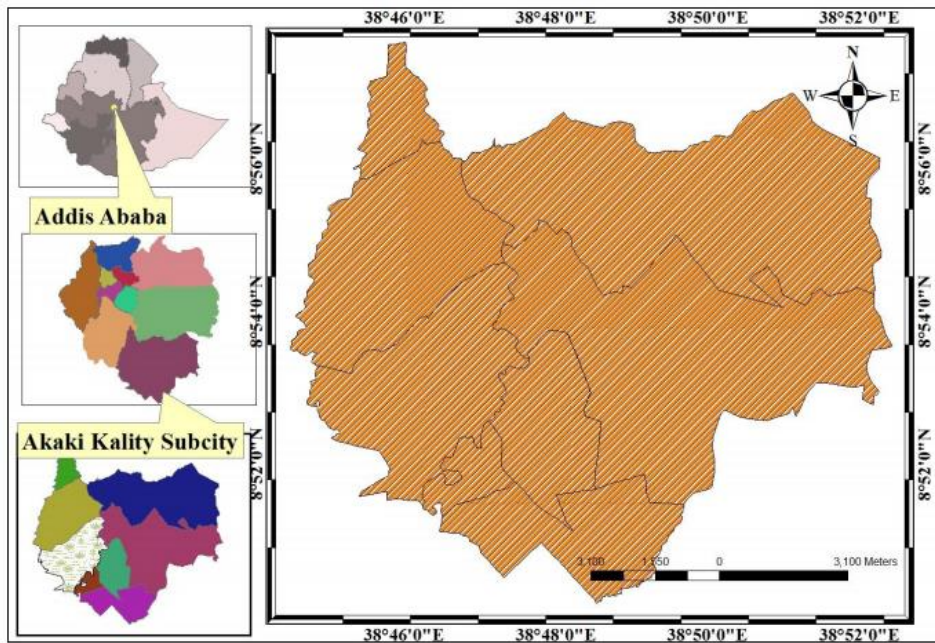 38°46'0"E 38°48'0"E 38°50'0"E 38°52'0"E
N
W E
S
8°56'0"N 8°56'0"N
Addis Ababa
8°54'0"N 8°54'0"N
Akaki Kality Subcity
8°52'0"N 8°52'0"N
3,100 1,550 0 3,100 Meters
38°46'0"E 38°48'0"E 38°50'0"E 38°52'0"E